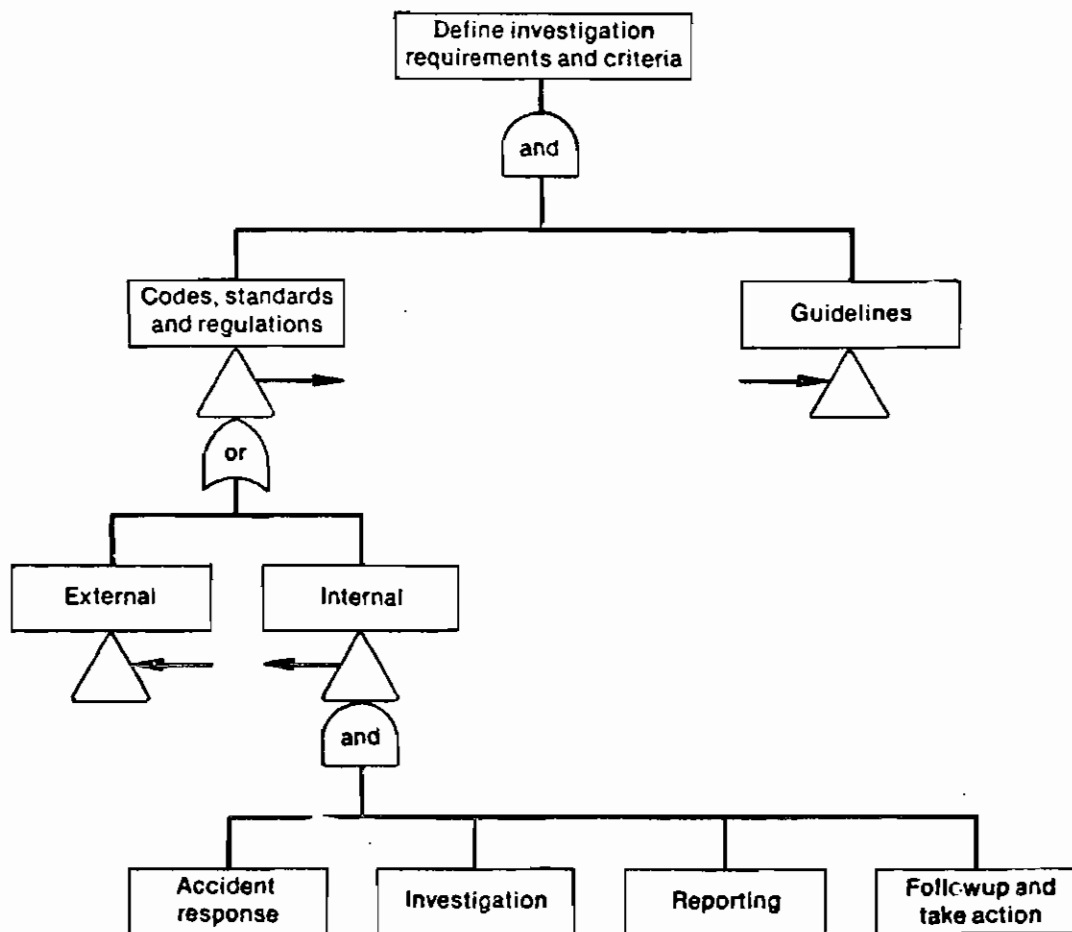 Define investigation
requirements and criteria
and
Codes, standards
and regulations
Guidelines
or
External
Internal
and
Accident
response
Investigation
Reporting
Followup and
take action